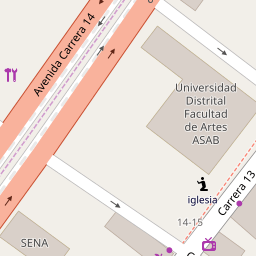 Avenida Carrera 14
Universidad
Distrital
Facultad
de Artes
ASAB
iglesia
Carrera 13
14-15
SENA